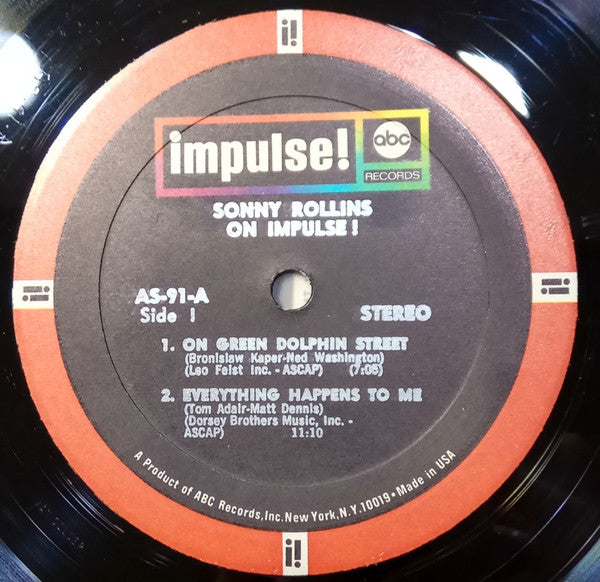 i!
impulse! abc
RECORDS
SONNY ROLLINS
ON IMPULSE!
AS-91-A
Side 1 STEREO
1. ON GREEN DOLPHIN STREET
(Bronislaw Kaper-Ned Washington)
(Leo Feist Inc. - ASCAP) (7:05)
2. EVERYTHING HAPPENS TO ME
(Tom Adair-Matt Dennis)
(Dorsey Brothers Music, Inc. -
ASCAP) 11:10
A Product of ABC Records, Inc. New York, N.Y. 10019 • Made in USA
i!
i!
i!